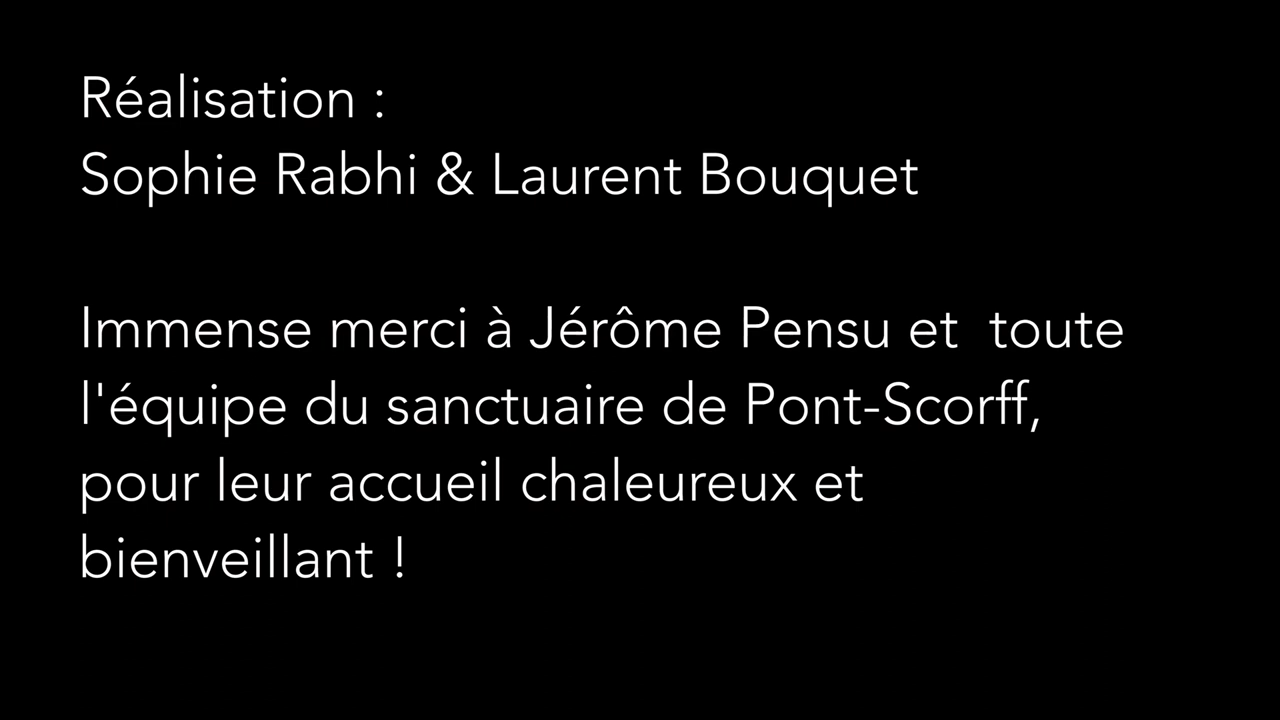 Réalisation :
Sophie Rabhi & Laurent Bouquet
Immense merci à Jérôme Pensu et  toute
l'équipe du sanctuaire de Pont-Scorff,
pour leur accueil chaleureux et
bienveillant !